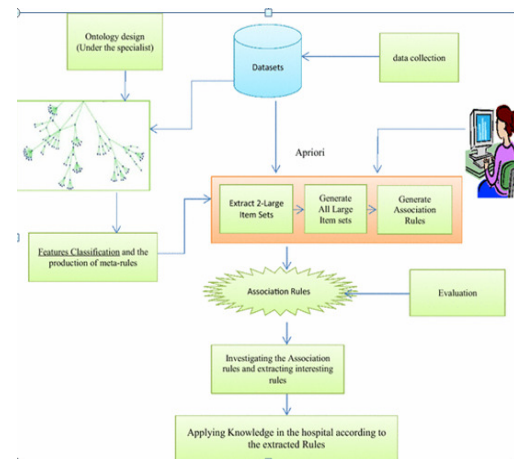 Ontology design
(Under the specialist)
Datasets
data collection
Apriori
Extract 2-Large
Item Sets
Generate
All Large
Item sets
Generate
Association
Rules
Features Classification and the
production of meta-rules
Association Rules
Evaluation
Investigating the Association
rules and extracting interesting
rules
Applying Knowledge in the hospital according to
the extracted Rules